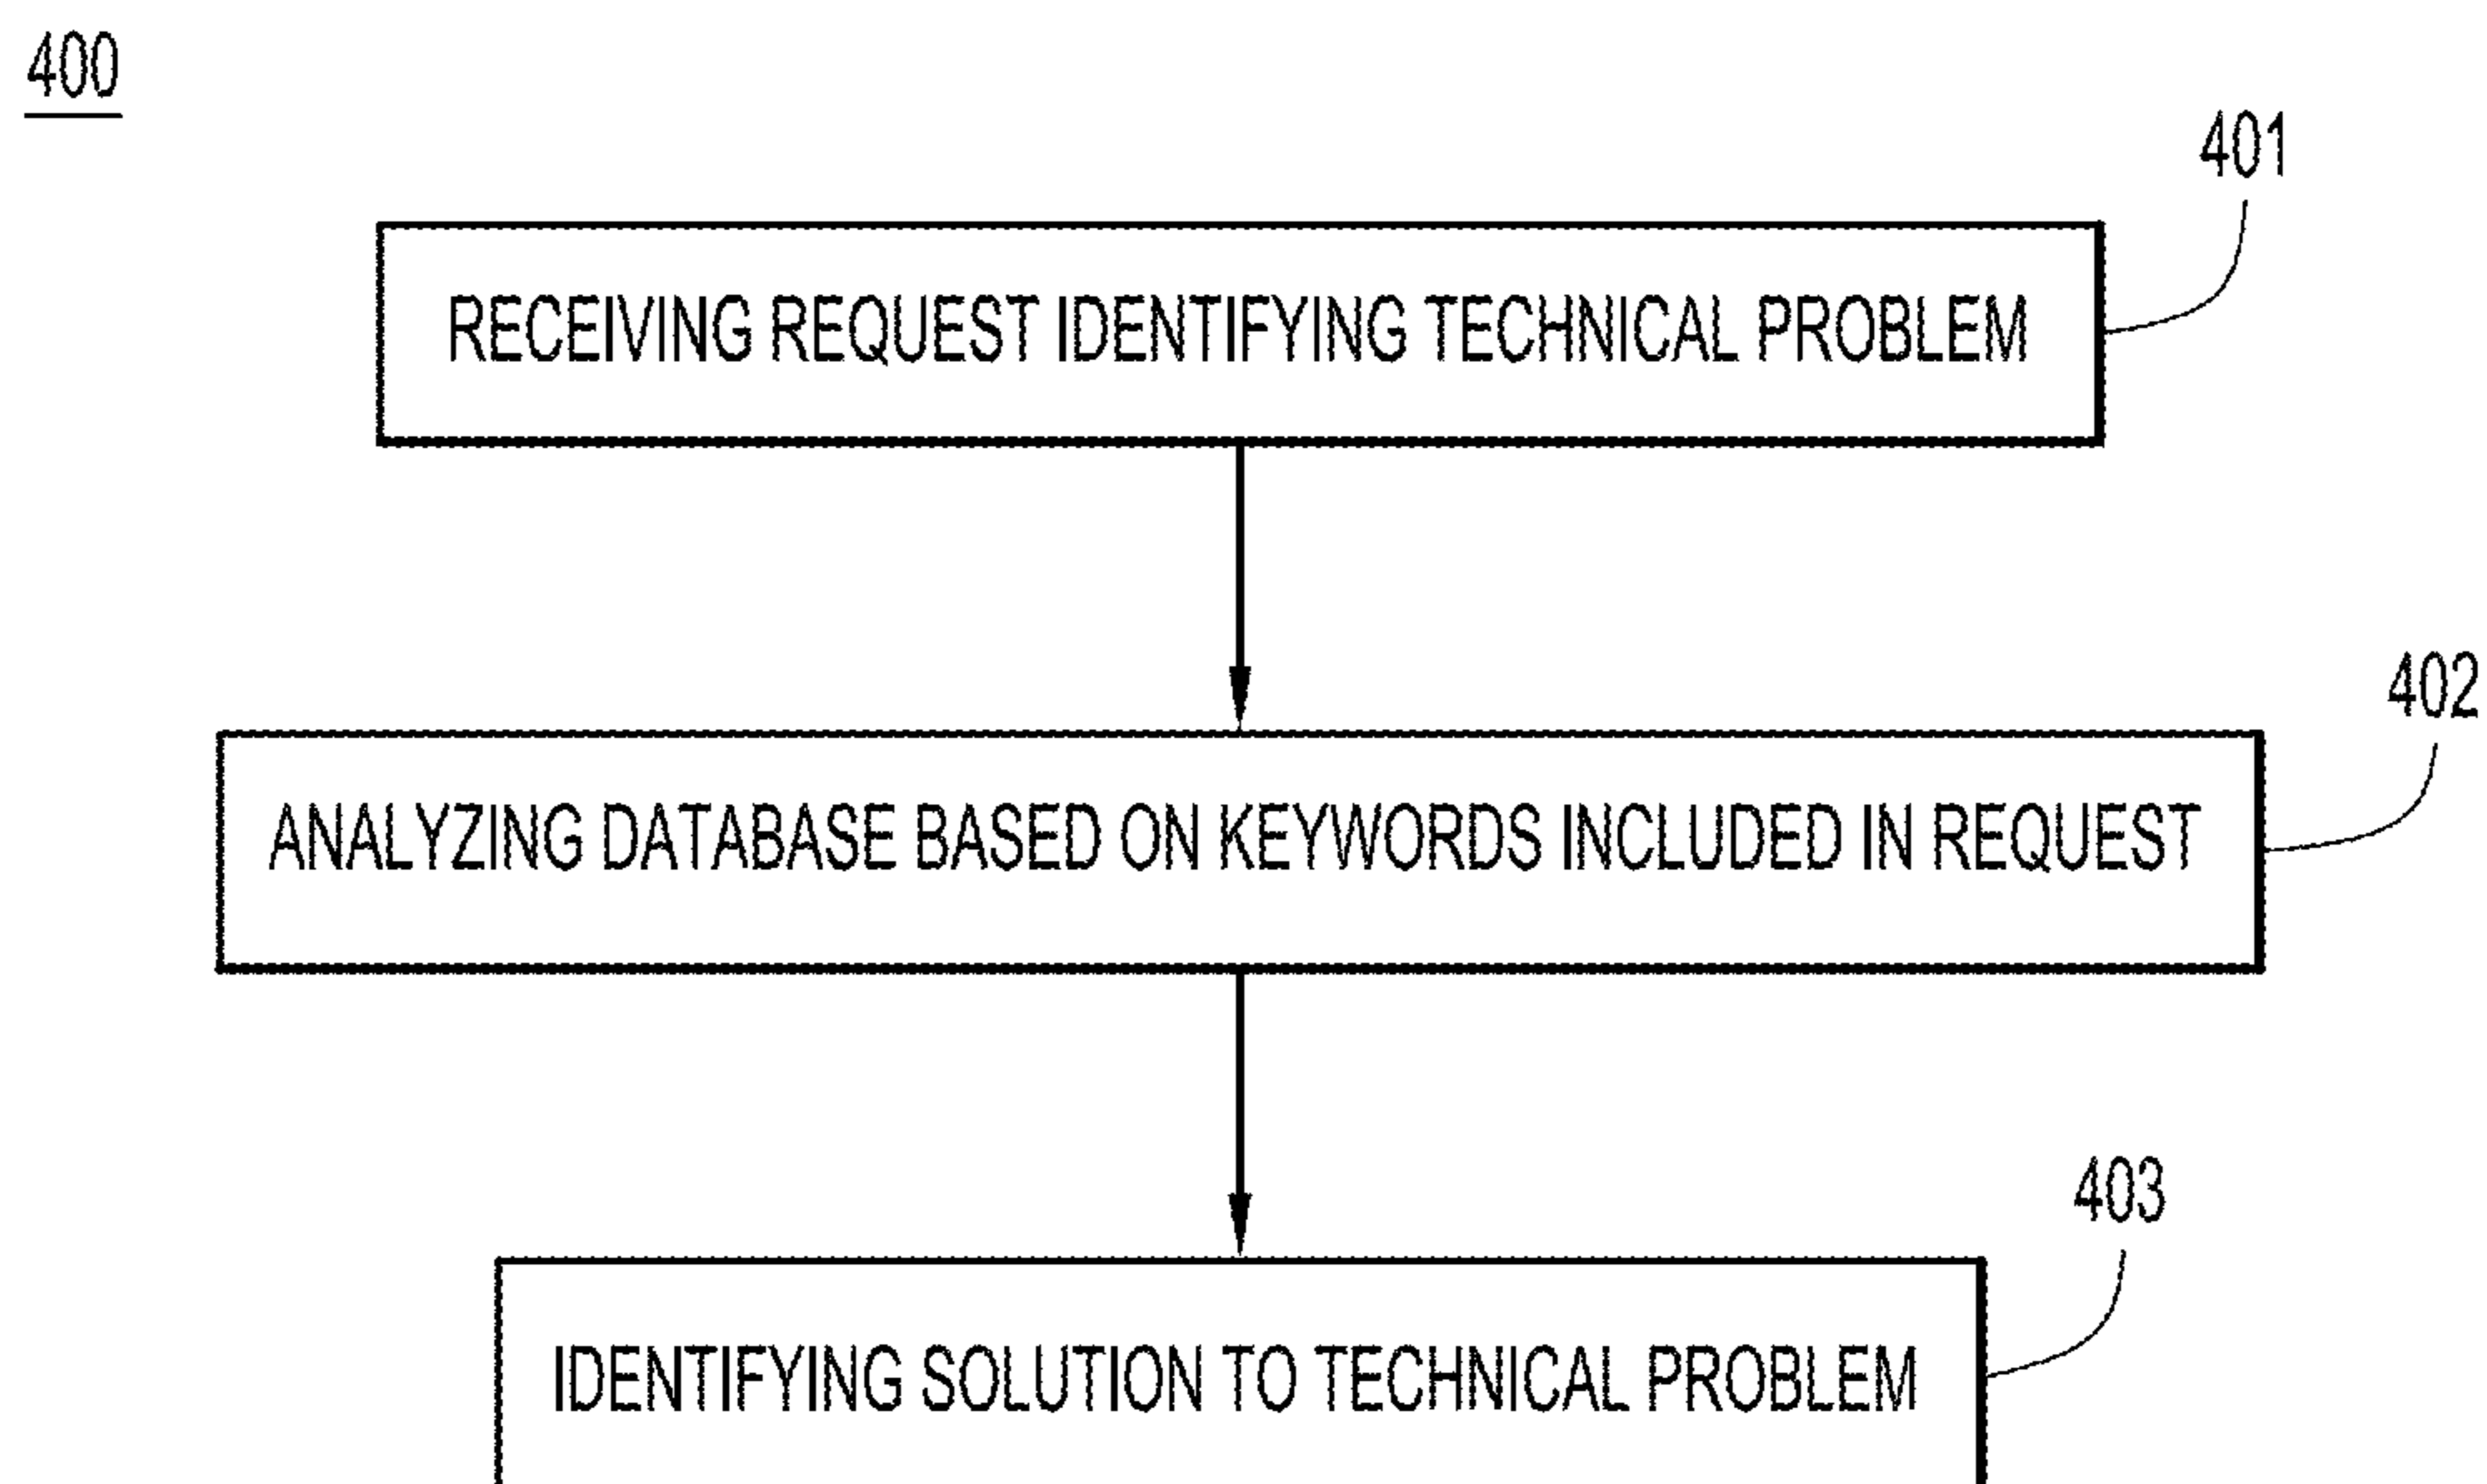 400
401
RECEIVING REQUEST IDENTIFYING TECHNICAL PROBLEM
402
ANALYZING DATABASE BASED ON KEYWORDS INCLUDED IN REQUEST
403
IDENTIFYING SOLUTION TO TECHNICAL PROBLEM